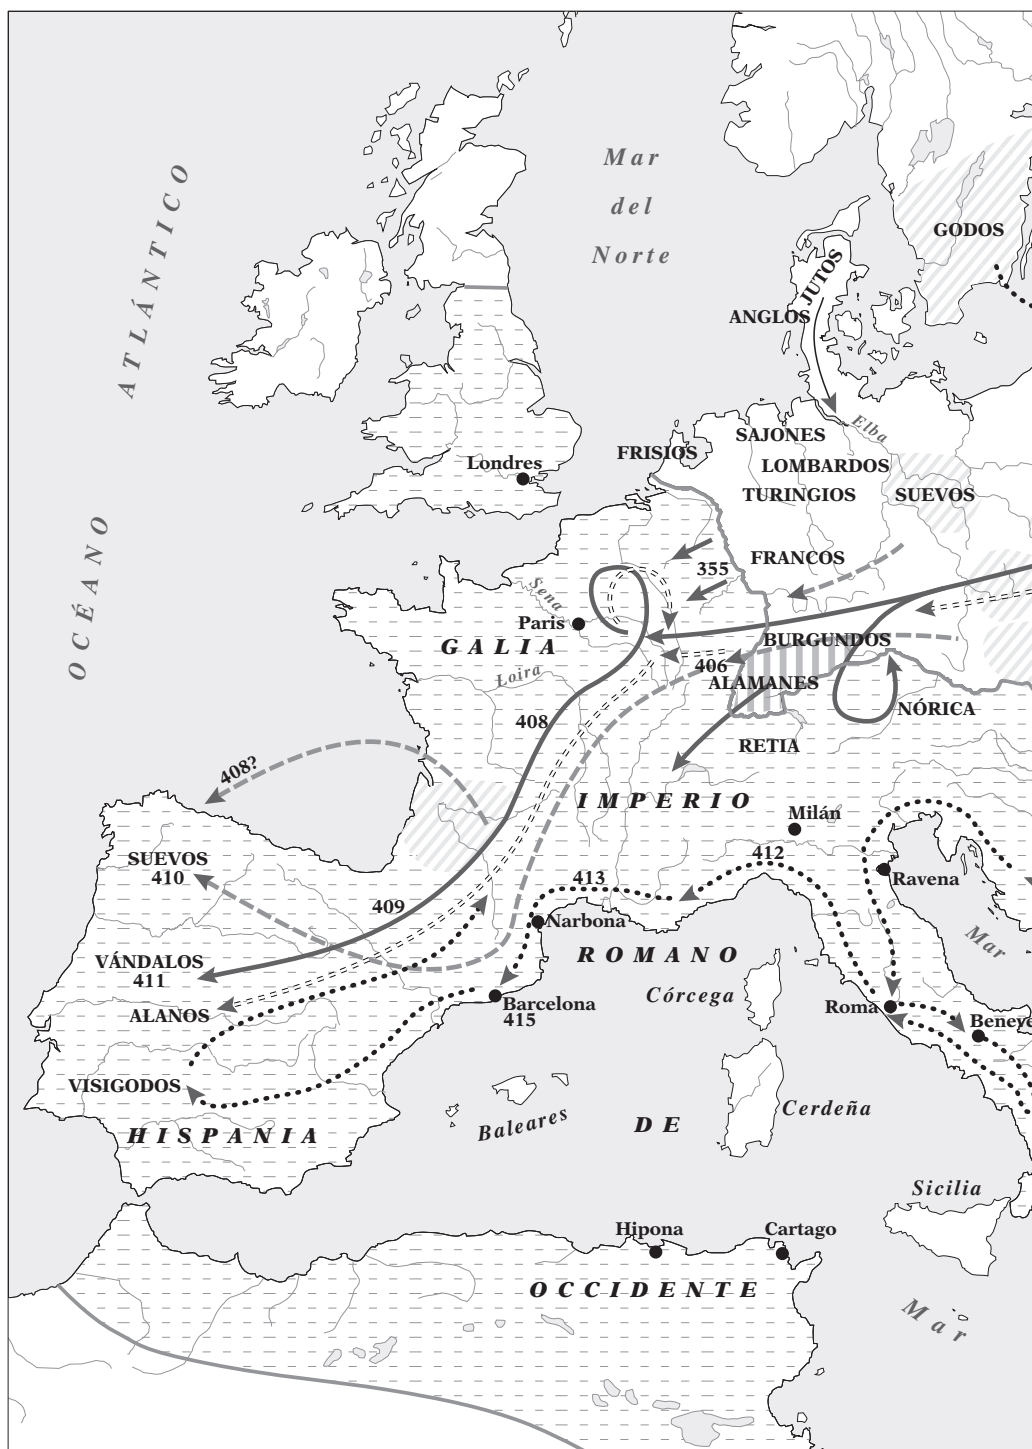 OCÉANO ATLÁNTICO
Mar
del
Norte
GODOS
JUTOS
ANGLOS
Elba
SAJONES
FRISIOS
LOMBARDOS
Londres
TURINGIOS
SUEVOS
FRANCOS
355
Sena
Paris
BURGUNDOS
GALIA
406
Loira
ALAMANES
NÓRICA
408
RETIA
408?
IMPERIO
Milán
SUEVOS
410
412
413
Ravena
409
Narbona
Mar
ROMANO
VÁNDALOS
411
Córcega
Barcelona
415
Roma
ALANOS
Beneve
VISIGODOS
Baleares
DE
Cerdeña
HISPANIA
Sicilia
Hipona
Cartago
OCCIDENTE
Mar